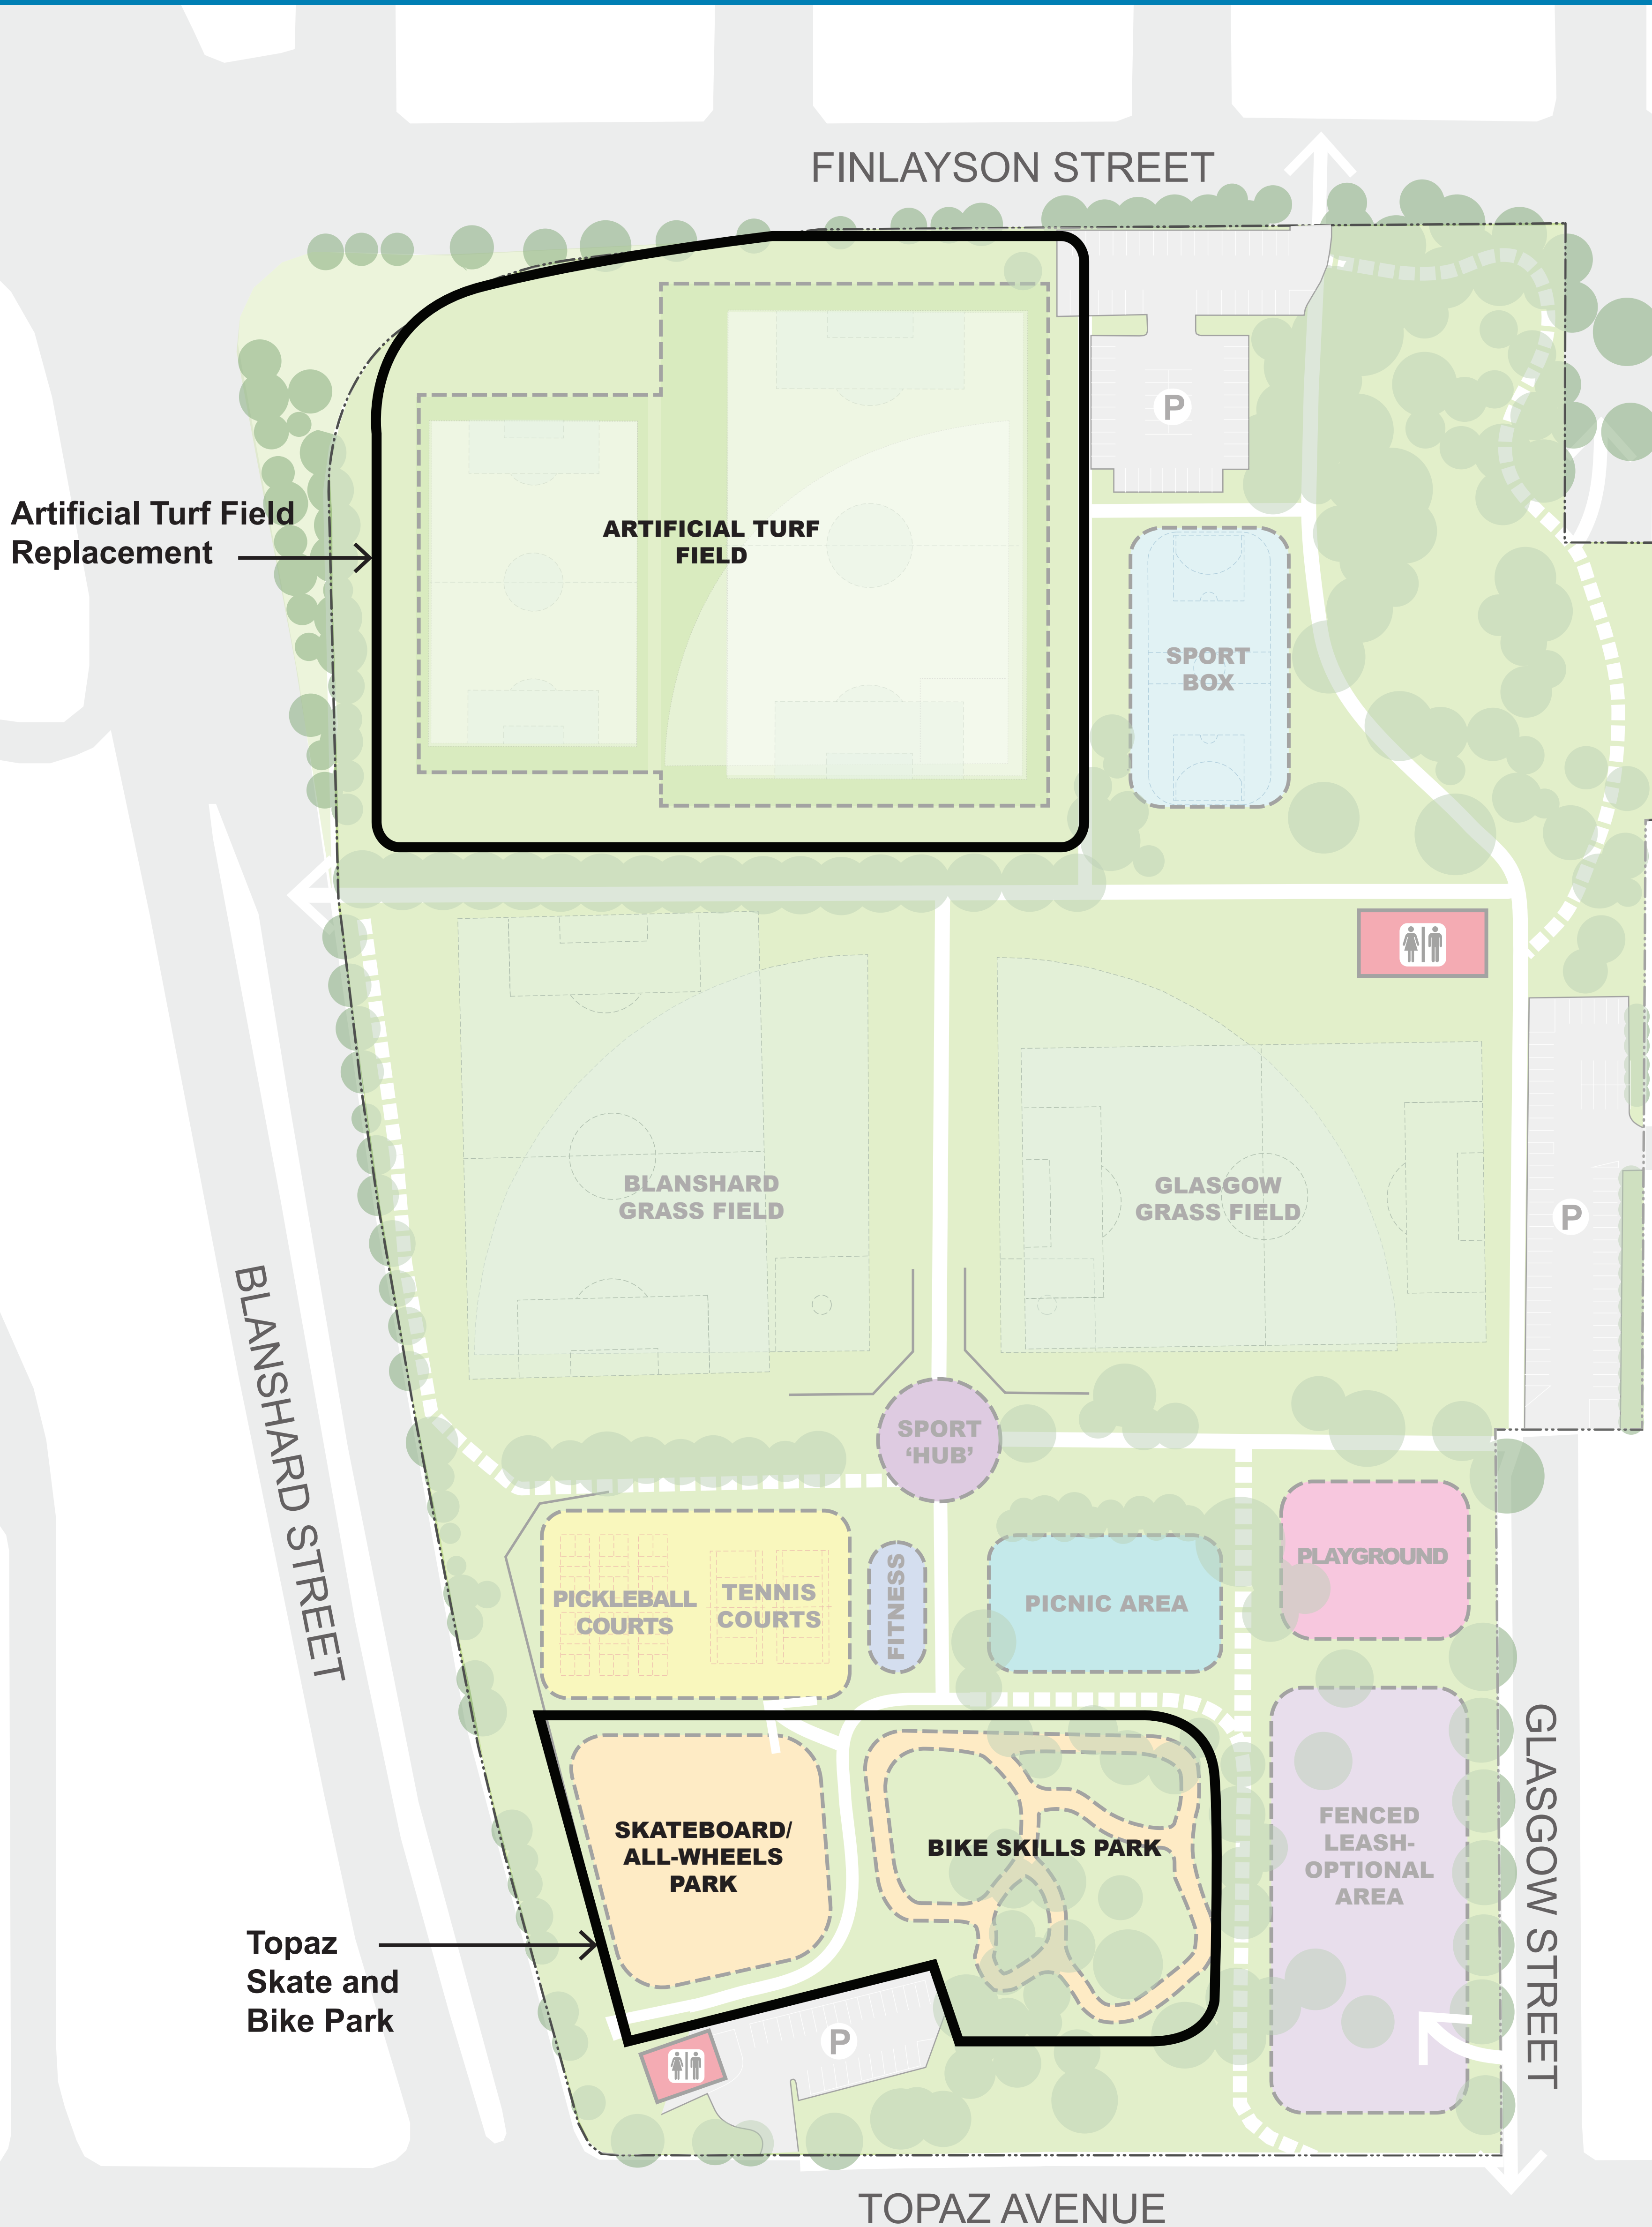 FINLAYSON STREET
P
Artificial Turf Field
Replacement
ARTIFICIAL TURF
FIELD
SPORT
BOX
BLANSHARD
GRASS FIELD
GLASGOW
GRASS FIELD
P
BLANSHARD STREET
SPORT
‘HUB’
PICKLEBALL
COURTS
TENNIS
COURTS
FITNESS
PICNIC AREA
PLAYGROUND
SKATEBOARD/
ALL-WHEELS
PARK
BIKE SKILLS PARK
FENCED
LEASH-
OPTIONAL
AREA
GLASGOW STREET
Topaz
Skate and
Bike Park
P
TOPAZ AVENUE